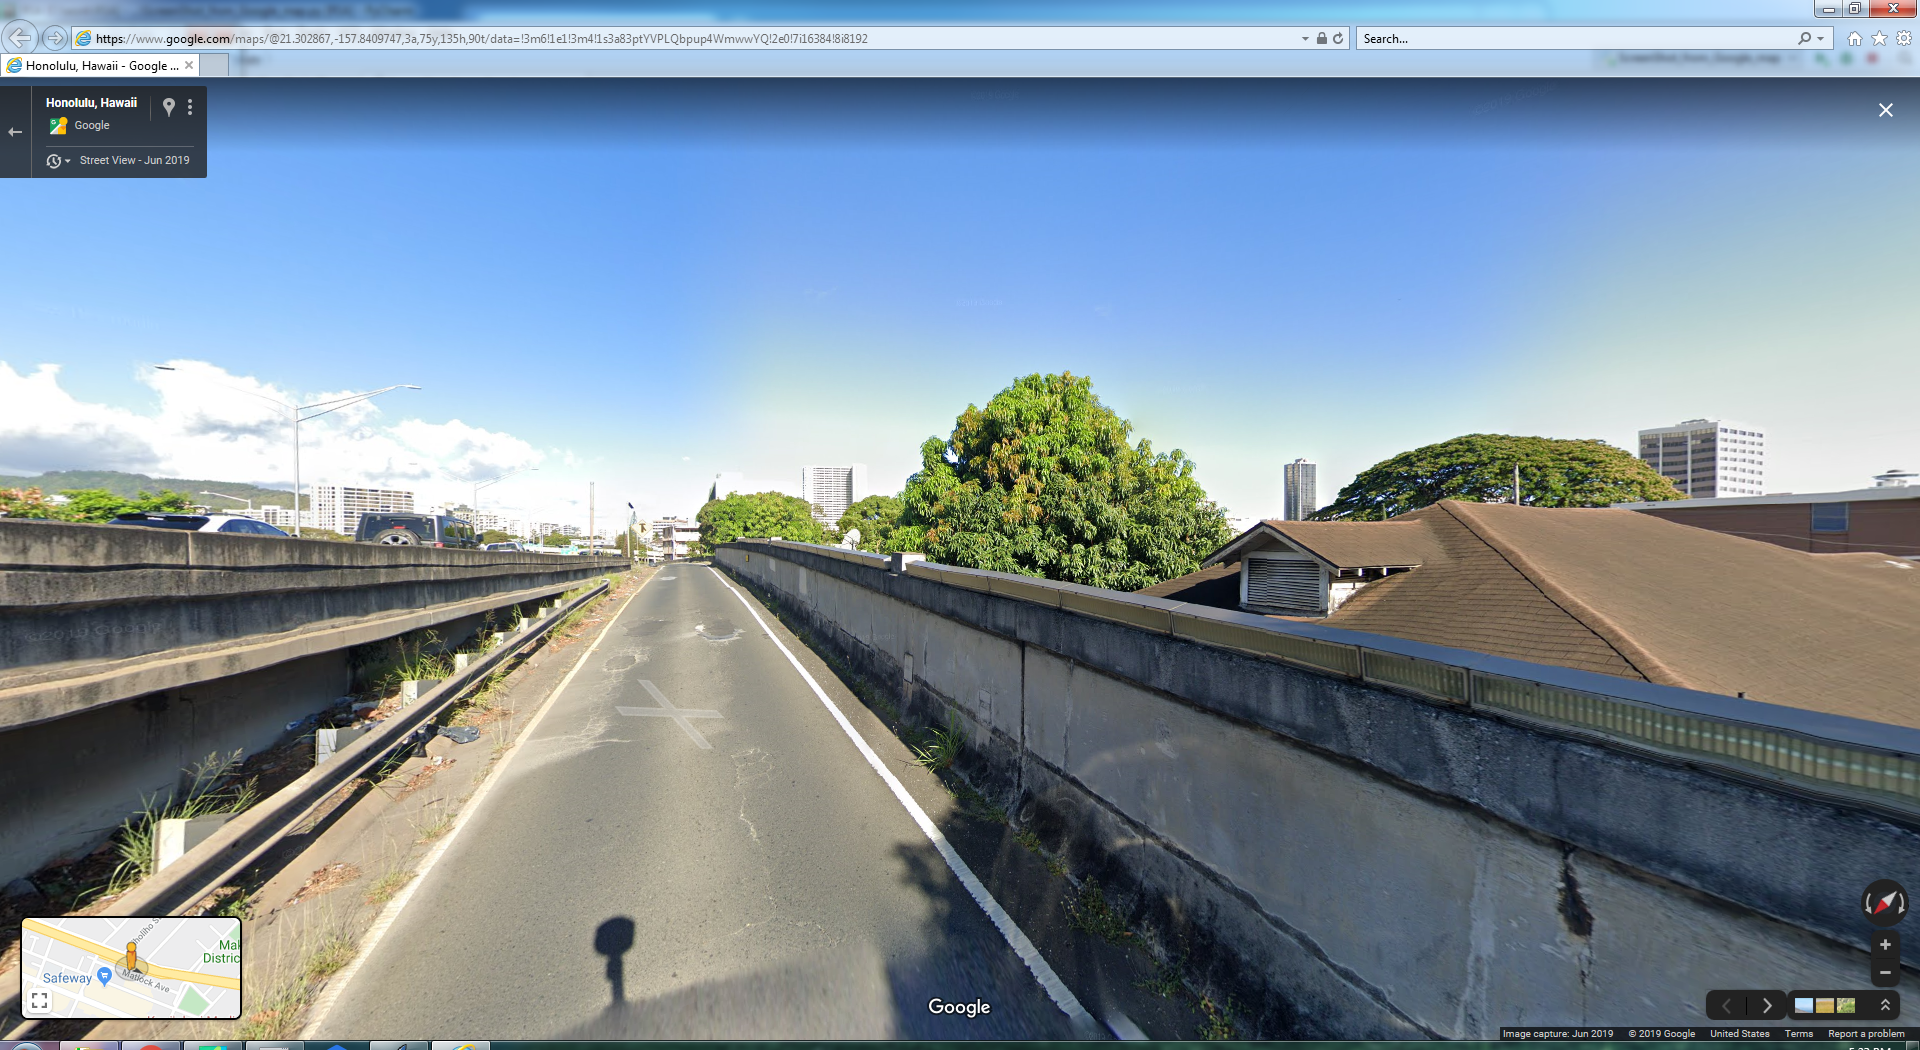 https://www.google.com/maps/@21.302867,-157.8409747,3a,75y,135h,90t/data=!3m6!1e1!3m4!1s3a83ptYVPLQbpup4WmwwYQ!2e0!7i16384!8i8192
Search...
Honolulu, Hawaii - Google ...
Honolulu, Hawaii
Google
Street View - Jun 2019
Safeway
Matlock Ave
Google
Image capture: Jun 2019 © 2019 Google United States Terms Report a problem